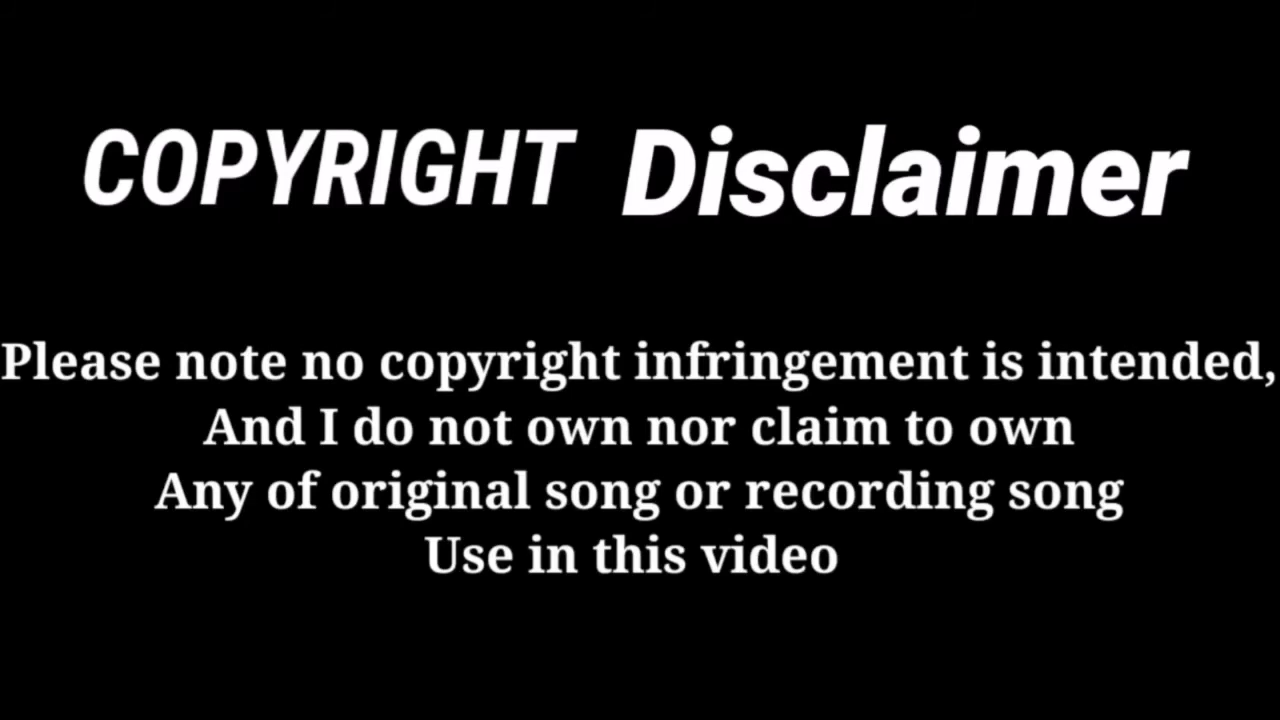 COPYRIGHT Disclaimer
Please note no copyright infringement is intended,
And I do not own nor claim to own
Any of original song or recording song
Use in this video